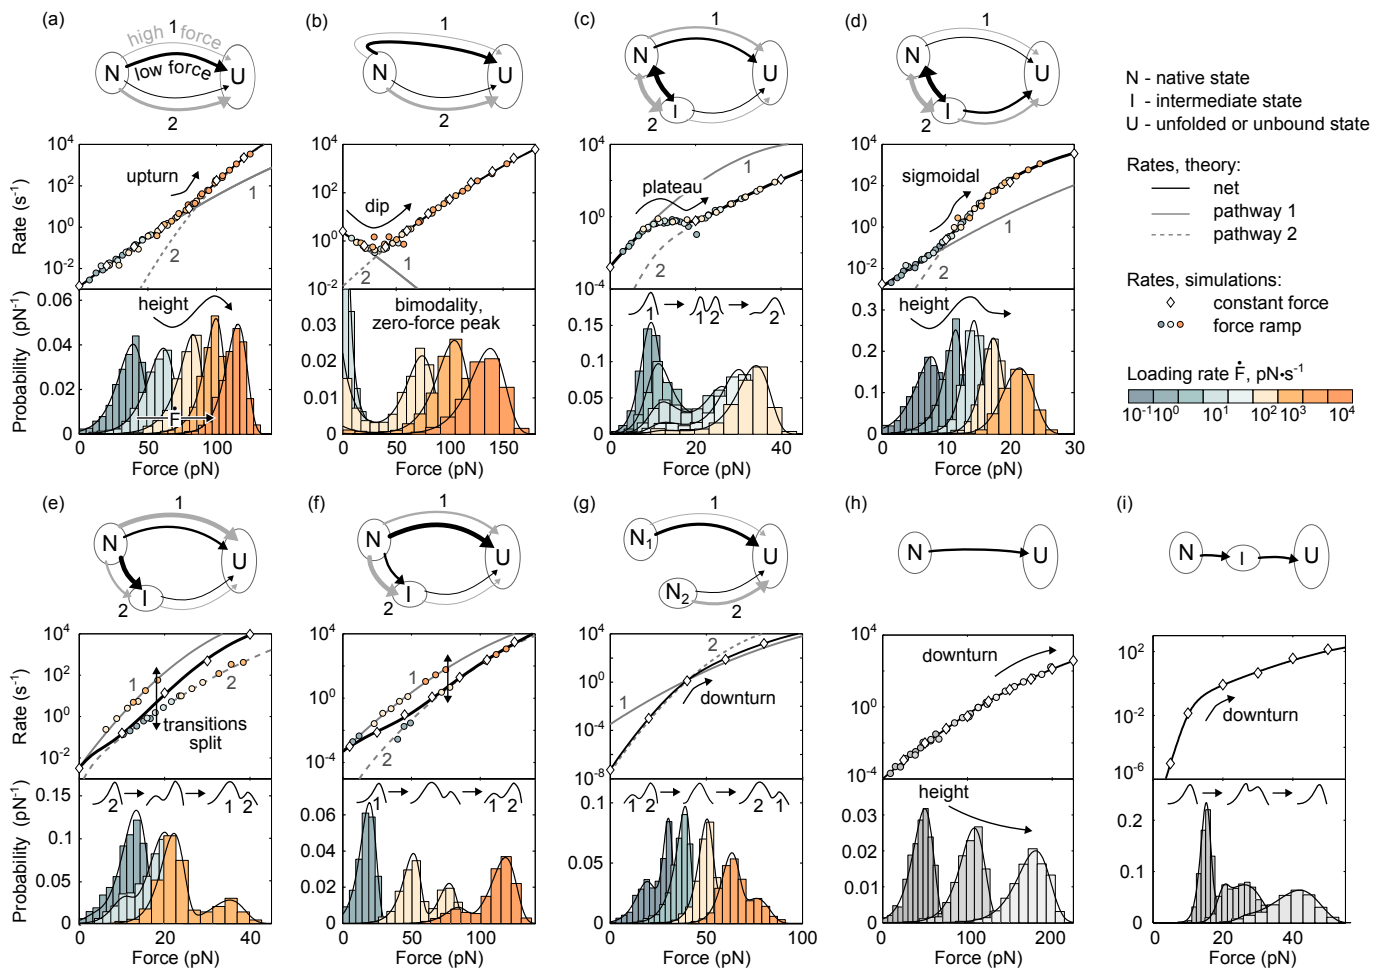 (a)
high 1 force
N
low force
U
2
(b)
1
N
U
2
(c)
1
N
U
2
I
(d)
1
N
U
2
I
N - native state
I - intermediate state
U - unfolded or unbound state
Rates, theory:
net
pathway 1
pathway 2
Rates, simulations:
constant force
force ramp
Loading rate Ḟ, pN·s⁻¹
10⁻¹ 10⁰ 10¹ 10² 10³ 10⁴
Rate (s⁻¹)
10⁴
10²
10⁰
10⁻²
upturn
1
2
10⁴
10²
10⁰
10⁻²
dip
2
1
10⁴
10⁰
10⁻⁴
plateau
1
2
10⁴
10²
10⁰
10⁻²
sigmoidal
1
2
Probability (pN⁻¹)
0.06
0.04
0.02
0
height
Ḟ
0 50 100
Force (pN)
0.03
0.02
0.01
0
bimodality,
zero-force peak
0 50 100 150
Force (pN)
0.15
0.1
0.05
0
1 1 2 2
0 20 40
Force (pN)
0.3
0.2
0.1
0
height
0 10 20 30
Force (pN)
(e)
1
N
U
2
I
(f)
1
N
U
2
I
(g)
1
N₁
U
N₂
2
(h)
N
U
(i)
N
I
U
Rate (s⁻¹)
10⁴
10²
10⁰
10⁻²
1
2
transitions
split
10⁴
10⁰
10⁻⁴
1
2
10⁴
10⁰
10⁻⁴
10⁻⁸
2
1
downturn
10⁴
10⁰
10⁻⁴
downturn
10²
10⁻²
10⁻⁶
downturn
Probability (pN⁻¹)
0.15
0.1
0.05
0
2 1 2
0 20 40
Force (pN)
0.06
0.04
0.02
0
1 1 2
0 50 100
Force (pN)
0.1
0.05
0
1 2 2 1
0 50 100
Force (pN)
0.03
0.02
0.01
0
height
0 100 200
Force (pN)
0.2
0.1
0
0 20 40
Force (pN)